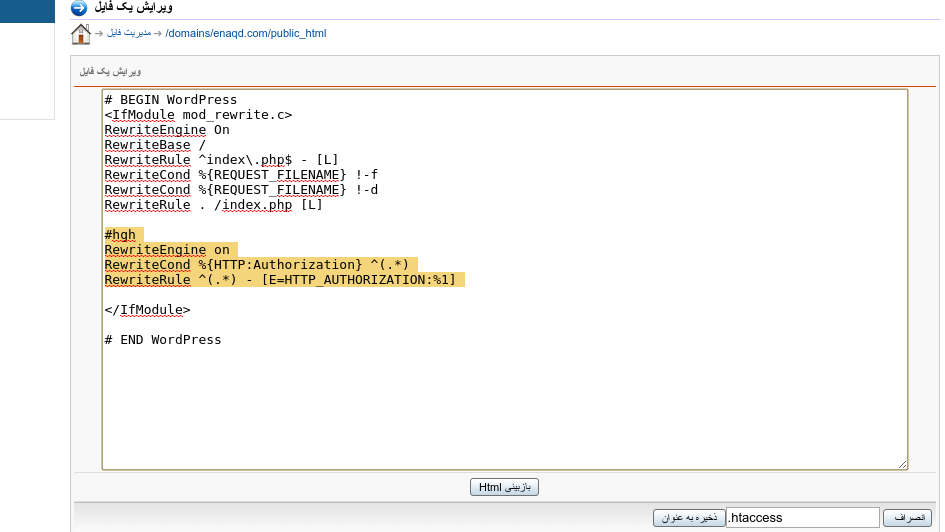 ویرایش یک فایل
مدیریت فایل → /domains/enaqd.com/public_html
ویرایش یک فایل
# BEGIN WordPress
<IfModule mod_rewrite.c>
RewriteEngine On
RewriteBase /
RewriteRule ^index\.php$ - [L]
RewriteCond %{REQUEST_FILENAME} !-f
RewriteCond %{REQUEST_FILENAME} !-d
RewriteRule . /index.php [L]
#hgh
RewriteEngine on
RewriteCond %{HTTP:Authorization} ^(.*)
RewriteRule ^(.*) - [E=HTTP_AUTHORIZATION:%1]
</IfModule>
# END WordPress
بازبینی Html
ذخیره به عنوان .htaccess انصراف